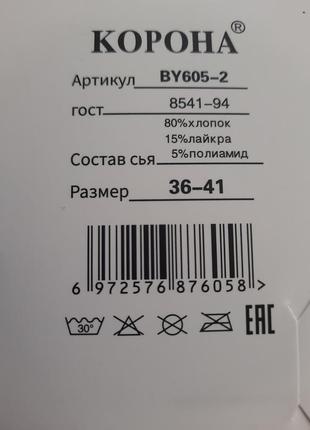 КОРОНА®
Артикул BY605-2
гост 8541-94
80%хлопок
15%лайкра
Состав сья 5%полиамид
Размер 36-41
6 972576 876058 >
30° EAC